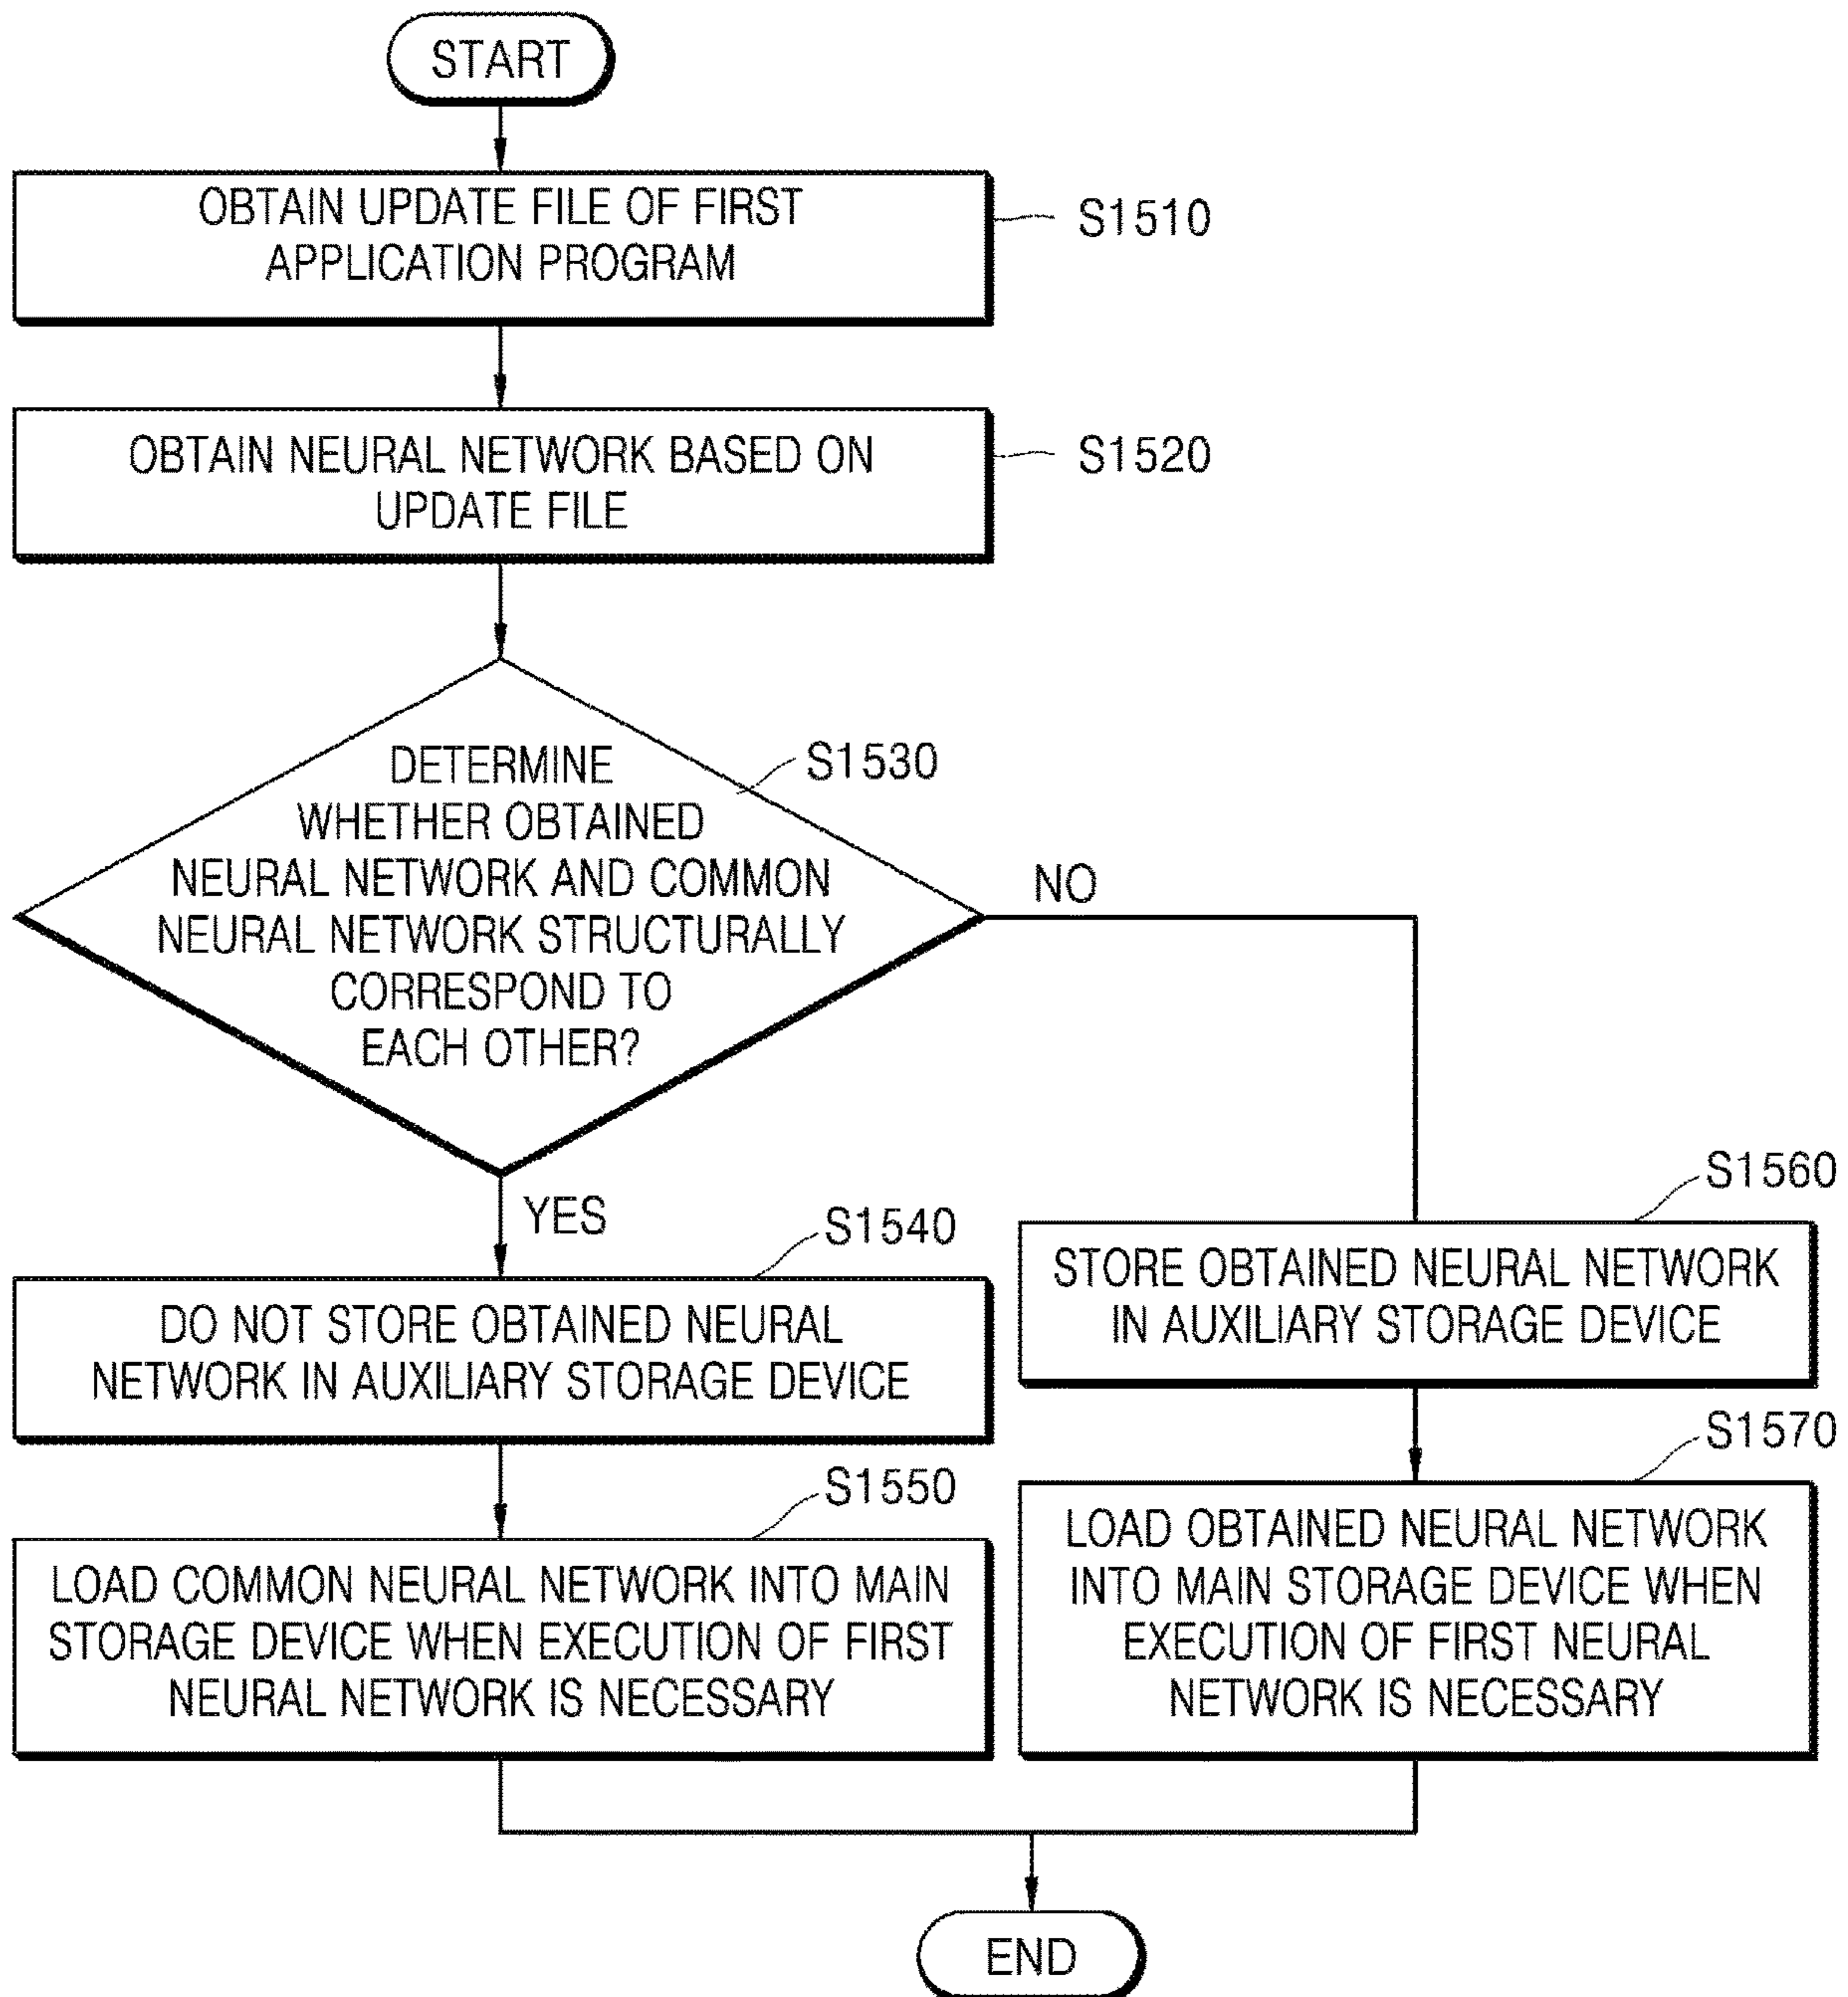 START
OBTAIN UPDATE FILE OF FIRST
APPLICATION PROGRAM
S1510
OBTAIN NEURAL NETWORK BASED ON
UPDATE FILE
S1520
DETERMINE
WHETHER OBTAINED
NEURAL NETWORK AND COMMON
NEURAL NETWORK STRUCTURALLY
CORRESPOND TO
EACH OTHER?
S1530
NO
YES
S1540
DO NOT STORE OBTAINED NEURAL
NETWORK IN AUXILIARY STORAGE DEVICE
S1550
LOAD COMMON NEURAL NETWORK INTO MAIN
STORAGE DEVICE WHEN EXECUTION OF FIRST
NEURAL NETWORK IS NECESSARY
S1560
STORE OBTAINED NEURAL NETWORK
IN AUXILIARY STORAGE DEVICE
S1570
LOAD OBTAINED NEURAL NETWORK
INTO MAIN STORAGE DEVICE WHEN
EXECUTION OF FIRST NEURAL
NETWORK IS NECESSARY
END